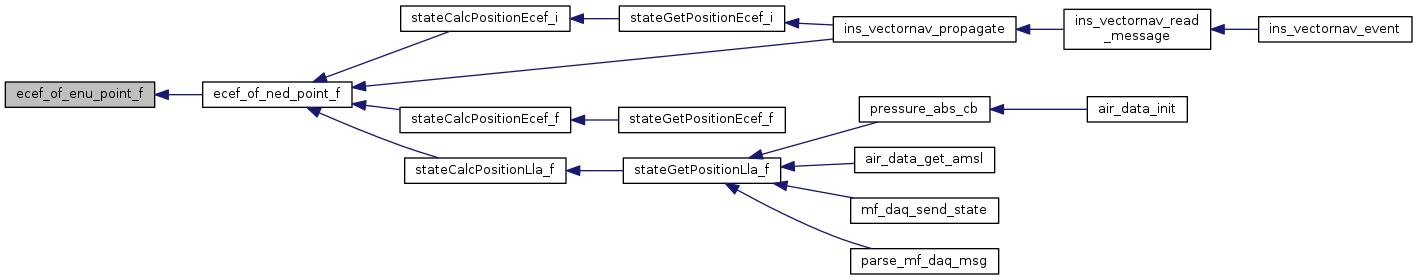 stateCalcPositionEcef_i
stateGetPositionEcef_i
ins_vectornav_propagate
ins_vectornav_read
_message
ins_vectornav_event
ecef_of_enu_point_f
ecef_of_ned_point_f
stateCalcPositionEcef_f
stateGetPositionEcef_f
pressure_abs_cb
air_data_init
stateCalcPositionLla_f
stateGetPositionLla_f
air_data_get_amsl
mf_daq_send_state
parse_mf_daq_msg